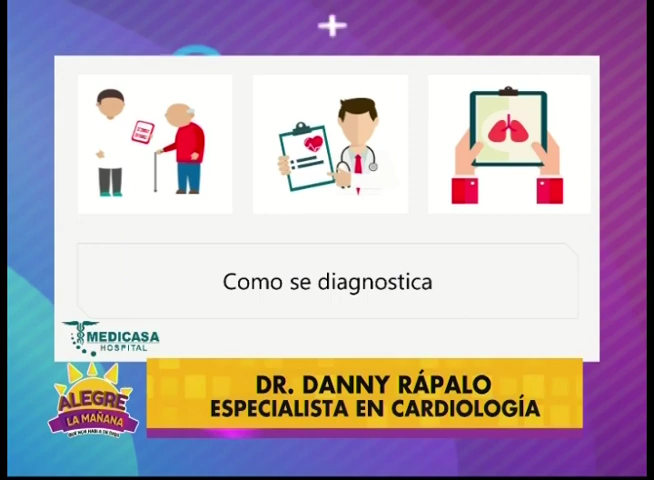 Como se diagnostica
MEDICASA
HOSPITAL
ALEGRE
LA MAÑANA
DR. DANNY RÁPALO
ESPECIALISTA EN CARDIOLOGÍA